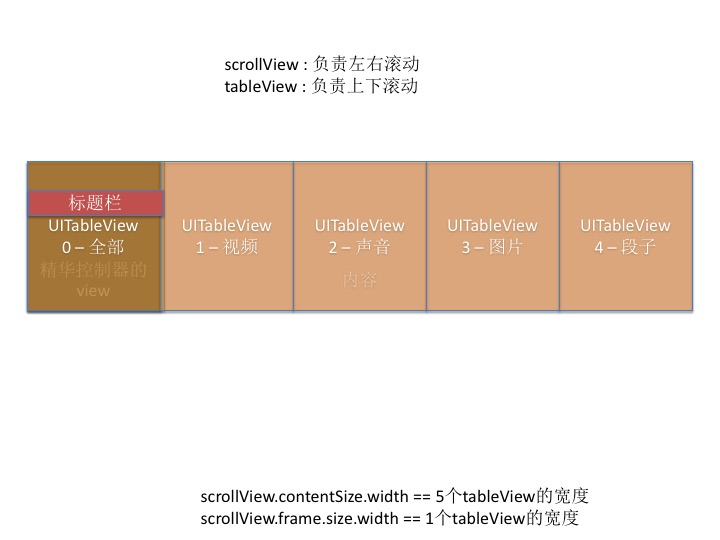 scrollView : 负责左右滚动
tableView : 负责上下滚动
标题栏
UITableView
0 – 全部
精华控制器的
view
UITableView
1 – 视频
UITableView
2 – 声音
内容
UITableView
3 – 图片
UITableView
4 – 段子
scrollView.contentSize.width == 5个tableView的宽度
scrollView.frame.size.width == 1个tableView的宽度